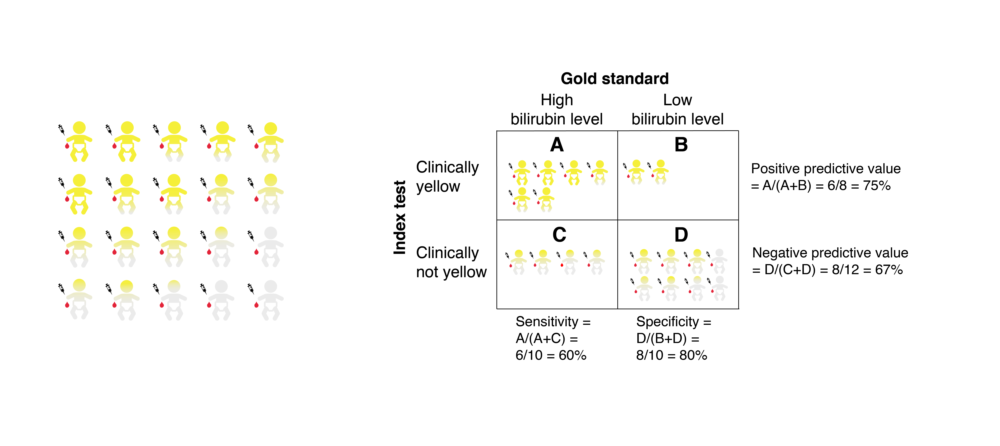 Gold standard
High
bilirubin level
Low
bilirubin level
Index test
Clinically
yellow
A
B
Positive predictive value
= A/(A+B) = 6/8 = 75%
Clinically
not yellow
C
D
Negative predictive value
= D/(C+D) = 8/12 = 67%
Sensitivity =
A/(A+C) =
6/10 = 60%
Specificity =
D/(B+D) =
8/10 = 80%